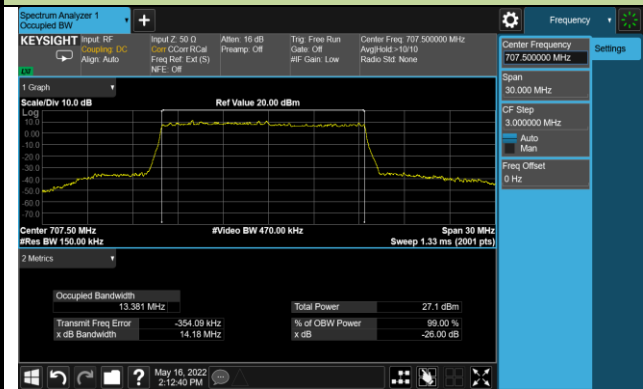 Spectrum Analyzer 1
Occupied BW
Frequency
KEYSIGHT Input: RF Input Z: 50 Ω Atten: 16 dB Trig: Free Run Center Freq: 707.500000 MHz
Coupling: DC Corr CCorr RCal Preamp: Off Gate: Off Avg|Hold:>10/10
Align: Auto Freq Ref: Ext (S) #IF Gain: Low Radio Std: None
NFE: Off
Center Frequency
707.500000 MHz
Settings
Span
30.000 MHz
CF Step
3.000000 MHz
Auto
Man
Freq Offset
0 Hz
1 Graph
Scale/Div 10.0 dB Ref Value 20.00 dBm
Log
10.0
0.00
-10.0
-20.0
-30.0
-40.0
-50.0
-60.0
-70.0
Center 707.50 MHz #Video BW 470.00 kHz Span 30 MHz
#Res BW 150.00 kHz Sweep 1.33 ms (2001 pts)
2 Metrics
Occupied Bandwidth
13.381 MHz Total Power 27.1 dBm
Transmit Freq Error -354.09 kHz % of OBW Power 99.00 %
x dB Bandwidth 14.18 MHz x dB -26.00 dB
? May 16, 2022
2:12:40 PM